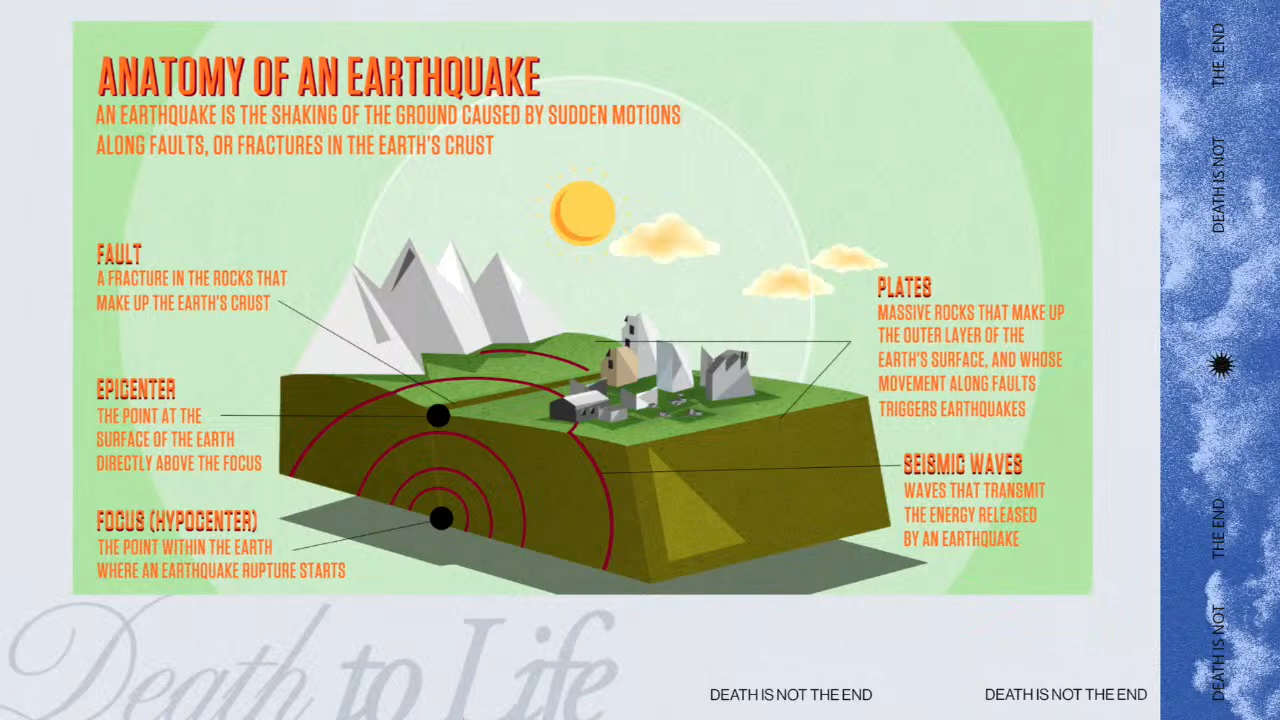 ANATOMY OF AN EARTHQUAKE
AN EARTHQUAKE IS THE SHAKING OF THE GROUND CAUSED BY SUDDEN MOTIONS
ALONG FAULTS, OR FRACTURES IN THE EARTH'S CRUST
FAULT
A FRACTURE IN THE ROCKS THAT
MAKE UP THE EARTH'S CRUST
EPICENTER
THE POINT AT THE
SURFACE OF THE EARTH
DIRECTLY ABOVE THE FOCUS
FOCUS (HYPOCENTER)
THE POINT WITHIN THE EARTH
WHERE AN EARTHQUAKE RUPTURE STARTS
PLATES
MASSIVE ROCKS THAT MAKE UP
THE OUTER LAYER OF THE
EARTH'S SURFACE, AND WHOSE
MOVEMENT ALONG FAULTS
TRIGGERS EARTHQUAKES
SEISMIC WAVES
WAVES THAT TRANSMIT
THE ENERGY RELEASED
BY AN EARTHQUAKE
Death to Life
DEATH IS NOT THE END
DEATH IS NOT THE END
DEATH IS NOT THE END
DEATH IS NOT THE END